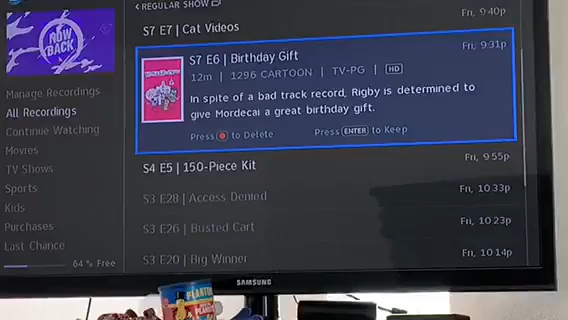 < REGULAR SHOW
Fri, 9:40p
S7 E7 | Cat Videos
NOW BACK
S7 E6 | Birthday Gift
Fri, 9:31p
12m | 1296 CARTOON | TV-PG | HD
In spite of a bad track record, Rigby is determined to
give Mordecai a great birthday gift.
Press to Delete
Press ENTER to Keep
Manage Recordings
All Recordings
Continue Watching
Movies
TV Shows
Sports
Kids
Purchases
Last Chance
64 % Free
S4 E5 | 150-Piece Kit
Fri, 9:55p
S3 E28 | Access Denied
Fri, 10:33p
S3 E26 | Busted Cart
Fri, 10:23p
S3 E20 | Big Winner
Fri, 10:14p
SAMSUNG
PLANTERS